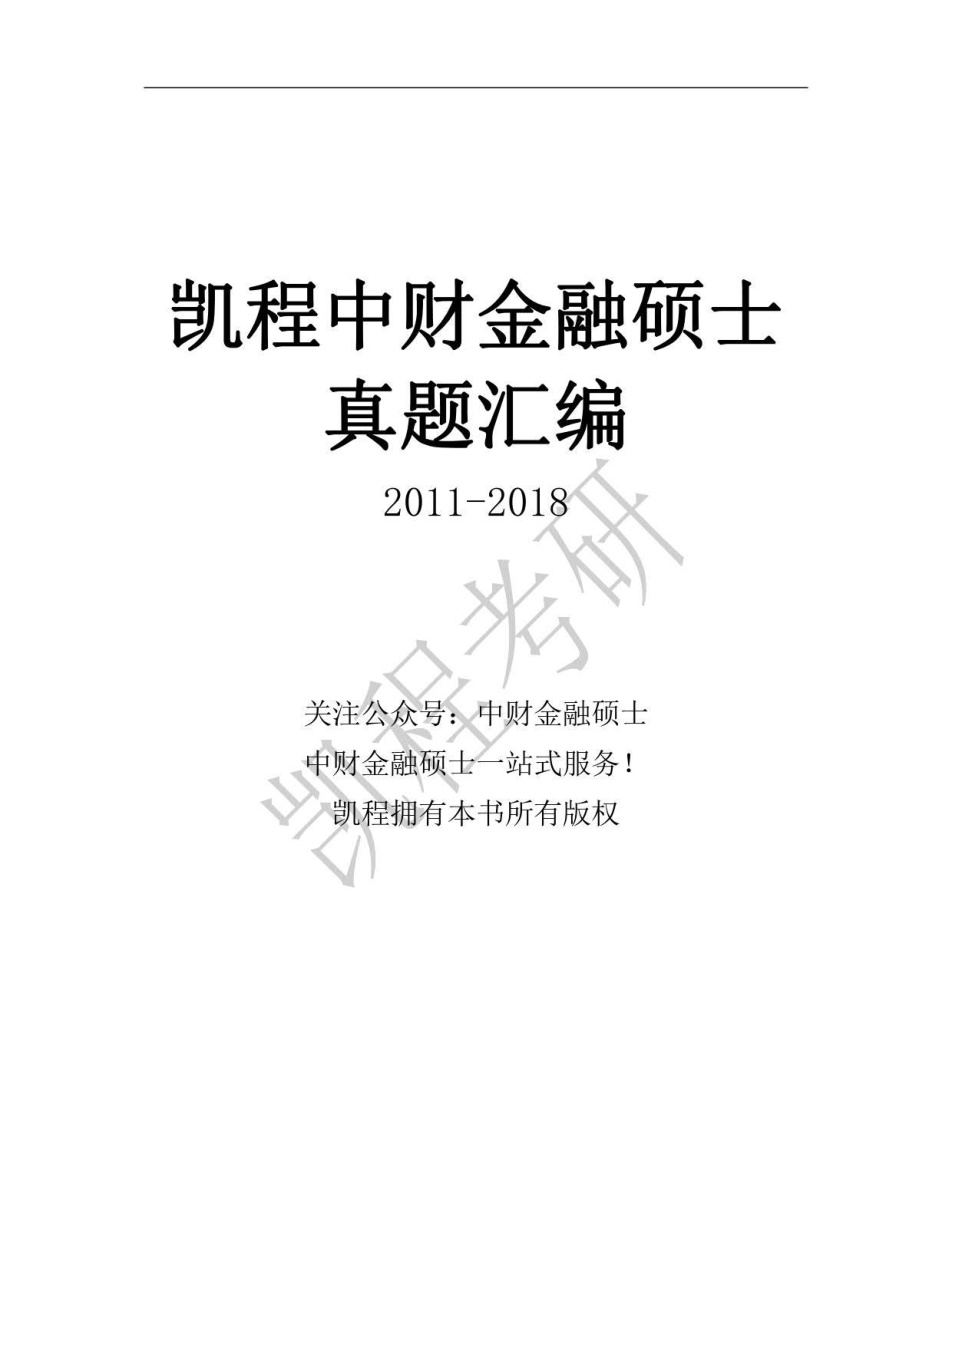 凯程中财金融硕士
真题汇编
2011-2018
关注公众号：中财金融硕士
中财金融硕士一站式服务！
凯程拥有本书所有版权
凯程考研